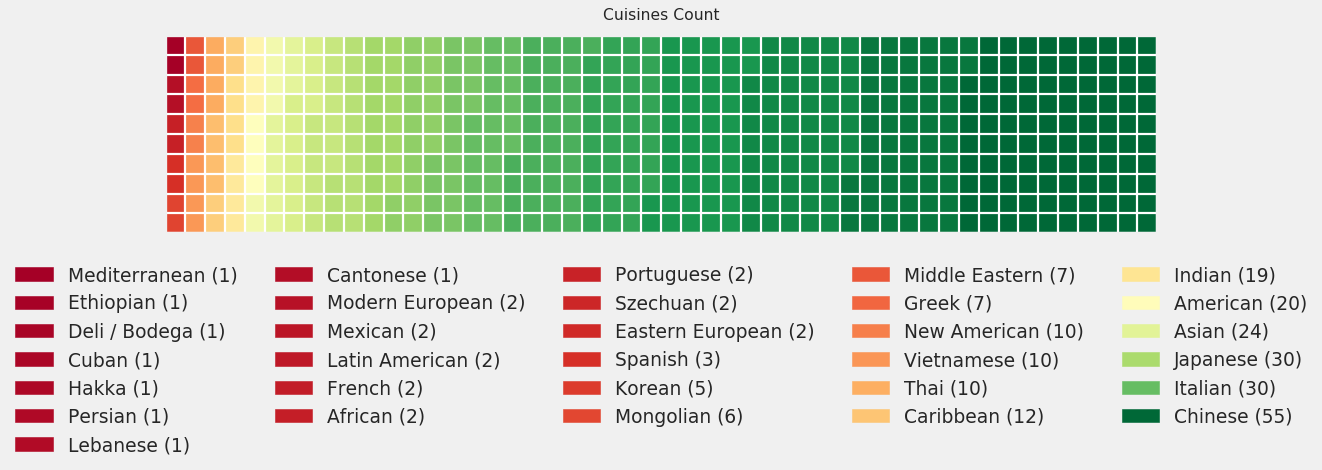 Cuisines Count
Mediterranean (1)
Ethiopian (1)
Deli / Bodega (1)
Cuban (1)
Hakka (1)
Persian (1)
Lebanese (1)
Cantonese (1)
Modern European (2)
Mexican (2)
Latin American (2)
French (2)
African (2)
Portuguese (2)
Szechuan (2)
Eastern European (2)
Spanish (3)
Korean (5)
Mongolian (6)
Middle Eastern (7)
Greek (7)
New American (10)
Vietnamese (10)
Thai (10)
Caribbean (12)
Indian (19)
American (20)
Asian (24)
Japanese (30)
Italian (30)
Chinese (55)